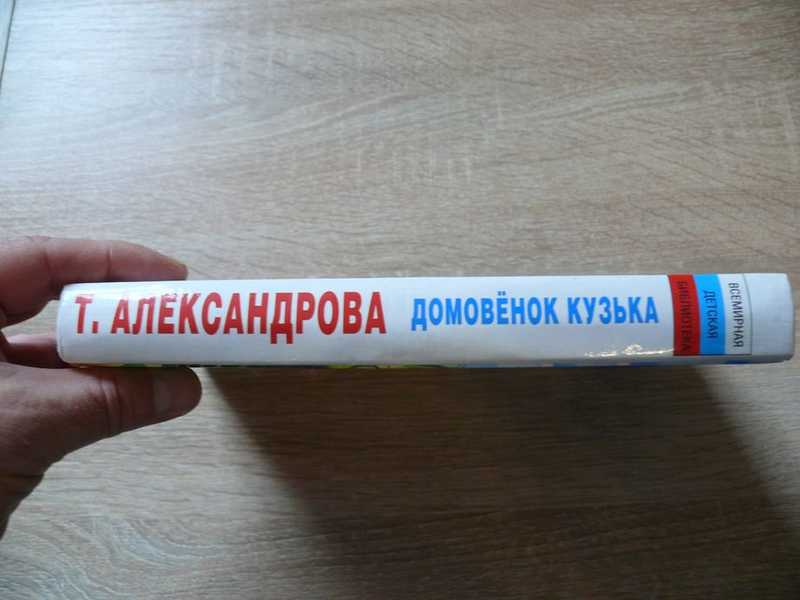 Т. АЛЕКСАНДРОВА ДОМОВЁНОК КУЗЬКА
ВСЕМИРНАЯ
ДЕТСКАЯ
БИБЛИОТЕКА